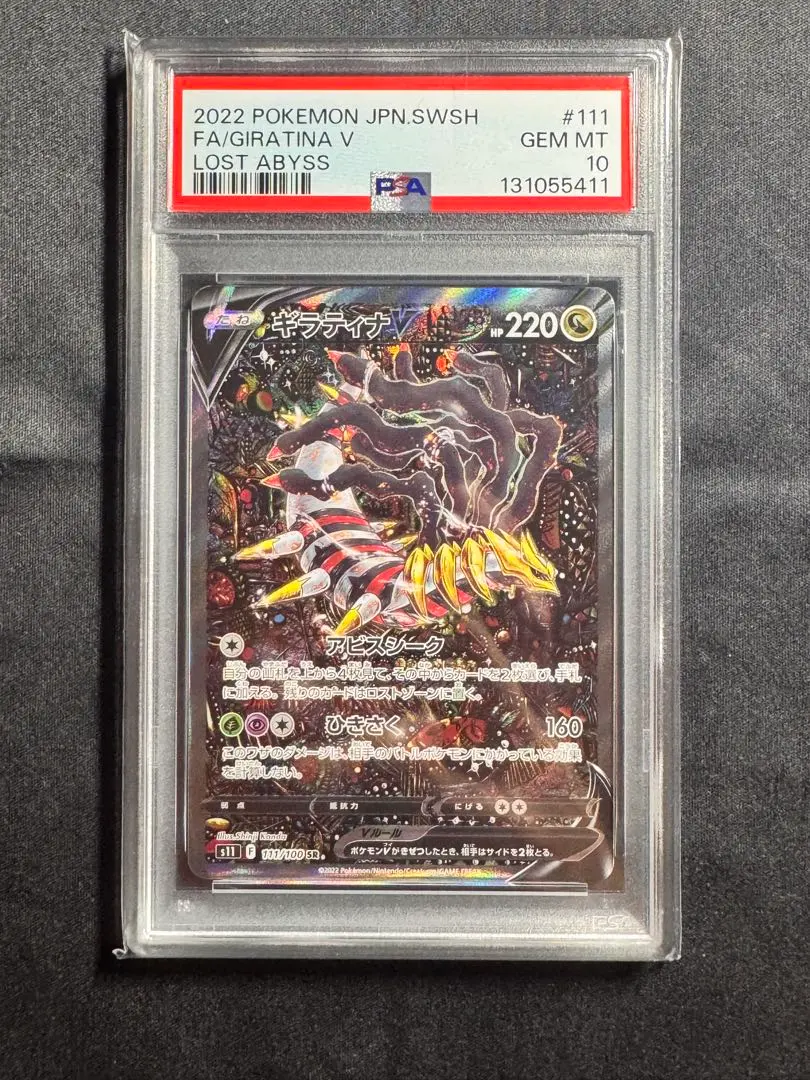 2022 POKEMON JPN.SWSH #111
FA/GIRATINA V GEM MT
LOST ABYSS 10
PSA 131055411
たね ギラティナV HP 220
アビスシーク
自分の山札を上から4枚見て、その中からカードを2枚選び、手札
に加える。残りのカードはロストゾーンに置く。
ひきさく 160
このワザのダメージは、相手のバトルポケモンにかかっている効果
を計算しない。
弱点 抵抗力 にげる
Illus. Shinji Kanda
Vルール
s11 F 111/100 SR ポケモンVがきぜつしたとき、相手はサイドを2枚とる。
©2022 Pokémon/Nintendo/Creatures/GAME FREAK
PSA